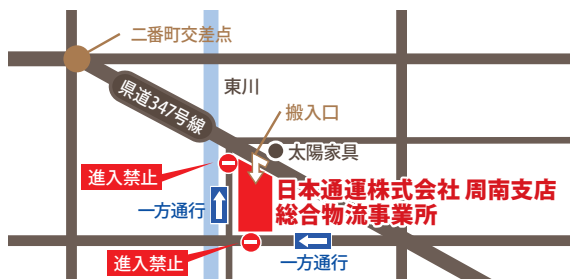 二番町交差点
東川
県道347号線
搬入口
太陽家具
進入禁止
日本通運株式会社 周南支店
総合物流事業所
一方通行
進入禁止
一方通行